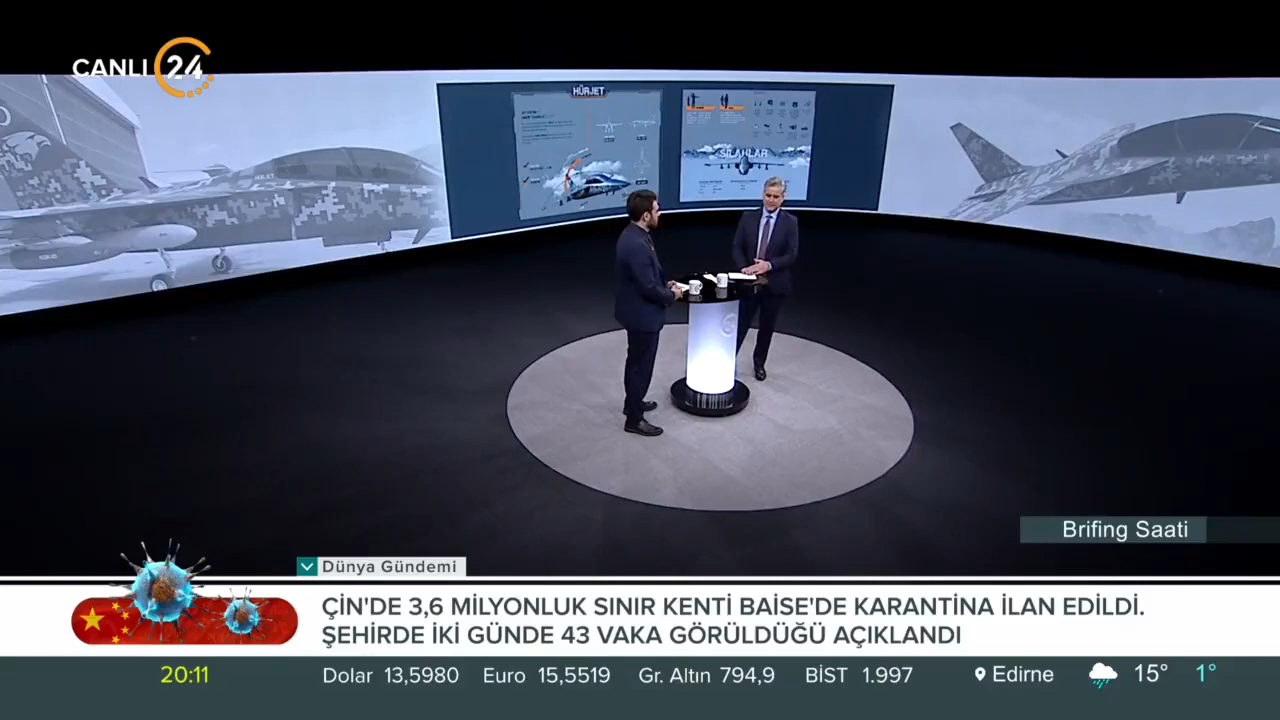 CANLI 24
HÜRJET
SİLAHLAR
Brifing Saati
Dünya Gündemi
ÇİN'DE 3,6 MİLYONLUK SINIR KENTİ BAİSE'DE KARANTİNA İLAN EDİLDİ.
ŞEHİRDE İKİ GÜNDE 43 VAKA GÖRÜLDÜĞÜ AÇIKLANDI
20:11 Dolar 13,5980 Euro 15,5519 Gr. Altın 794,9 BİST 1.997 Edirne 15° 1°